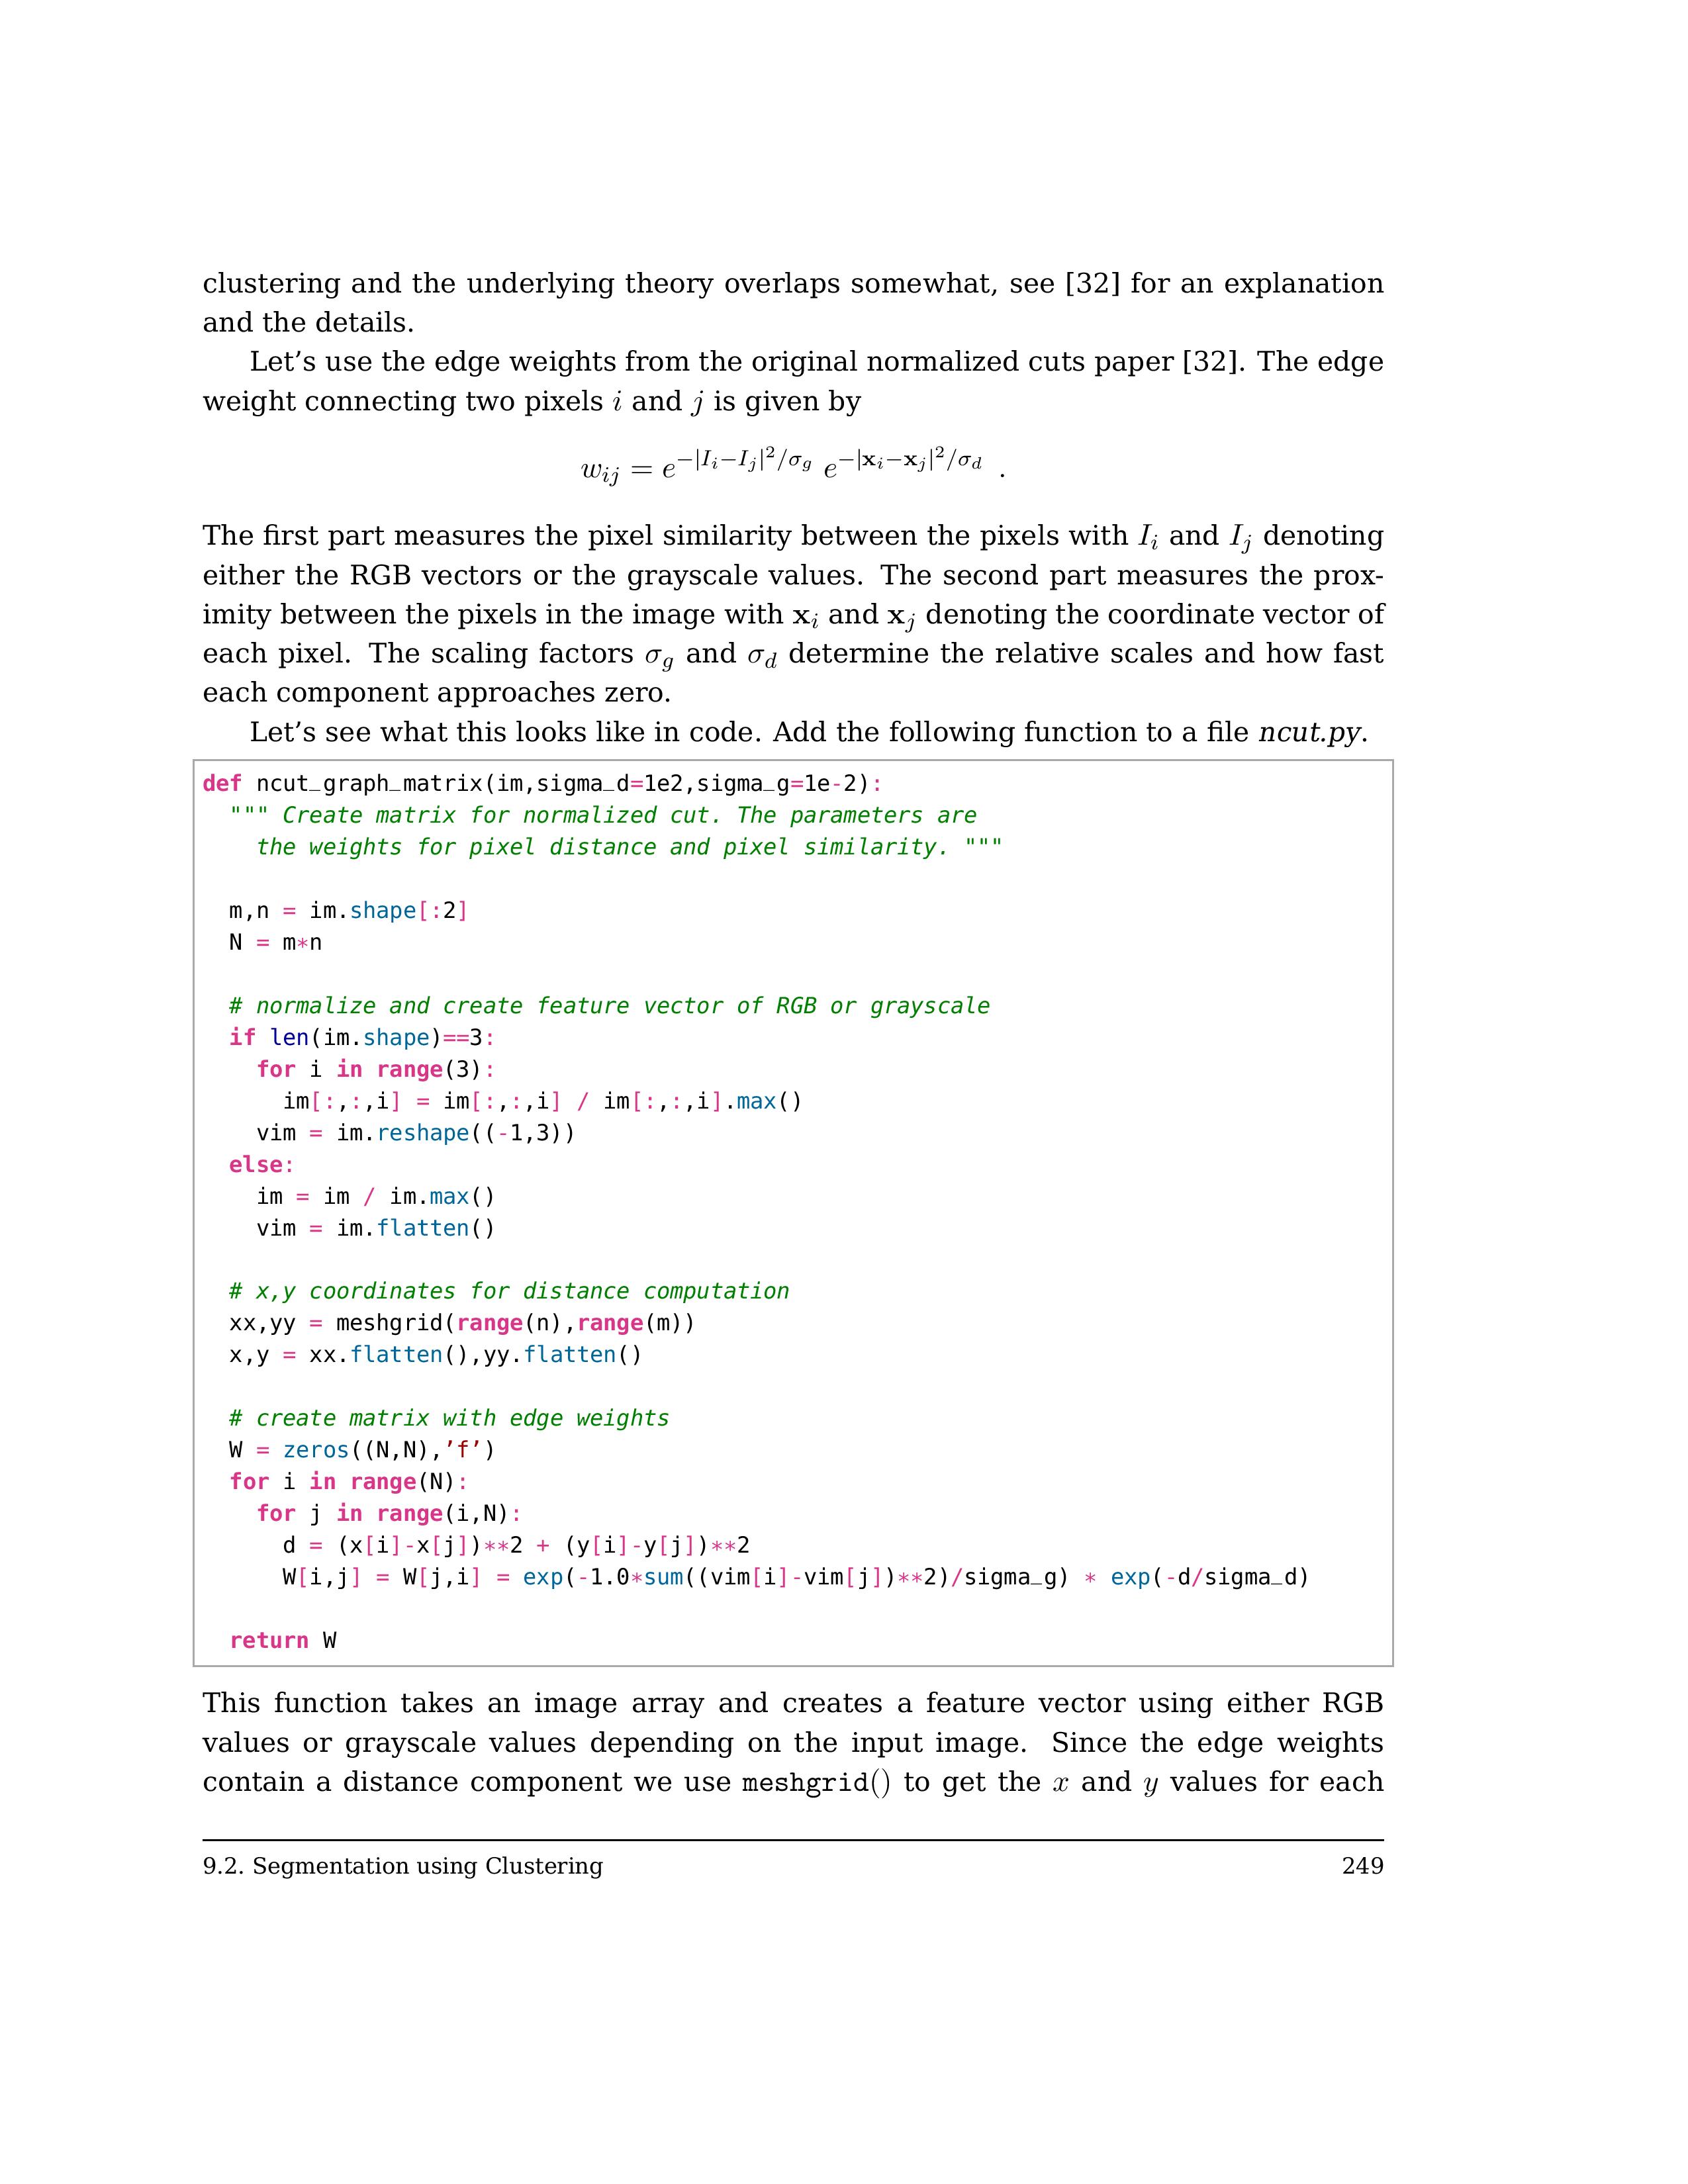 clustering and the underlying theory overlaps somewhat, see [32] for an explanation
and the details.
Let’s use the edge weights from the original normalized cuts paper [32]. The edge
weight connecting two pixels i and j is given by
w_{ij} = e^{−|I_i−I_j|^2/σ_g} e^{−|x_i−x_j|^2/σ_d} .
The first part measures the pixel similarity between the pixels with I_i and I_j denoting
either the RGB vectors or the grayscale values. The second part measures the prox-
imity between the pixels in the image with x_i and x_j denoting the coordinate vector of
each pixel. The scaling factors σ_g and σ_d determine the relative scales and how fast
each component approaches zero.
Let’s see what this looks like in code. Add the following function to a file ncut.py.
def ncut_graph_matrix(im,sigma_d=1e2,sigma_g=1e-2):
  """ Create matrix for normalized cut. The parameters are
    the weights for pixel distance and pixel similarity. """

  m,n = im.shape[:2]
  N = m*n

  # normalize and create feature vector of RGB or grayscale
  if len(im.shape)==3:
    for i in range(3):
      im[:,:,i] = im[:,:,i] / im[:,:,i].max()
    vim = im.reshape((-1,3))
  else:
    im = im / im.max()
    vim = im.flatten()

  # x,y coordinates for distance computation
  xx,yy = meshgrid(range(n),range(m))
  x,y = xx.flatten(),yy.flatten()

  # create matrix with edge weights
  W = zeros((N,N),’f’)
  for i in range(N):
    for j in range(i,N):
      d = (x[i]-x[j])**2 + (y[i]-y[j])**2
      W[i,j] = W[j,i] = exp(-1.0*sum((vim[i]-vim[j])**2)/sigma_g) * exp(-d/sigma_d)

  return W
This function takes an image array and creates a feature vector using either RGB
values or grayscale values depending on the input image. Since the edge weights
contain a distance component we use meshgrid() to get the x and y values for each
9.2. Segmentation using Clustering 249